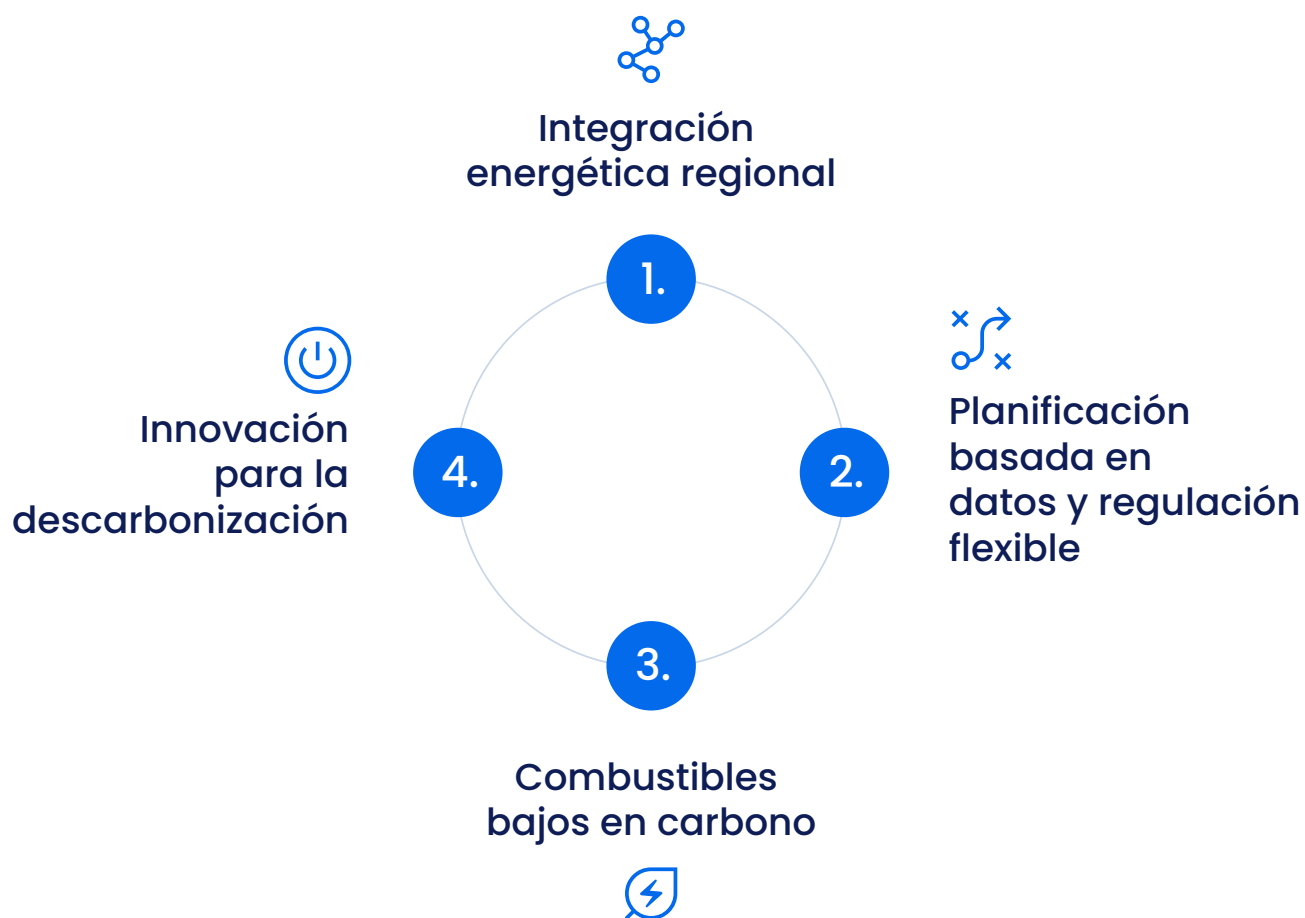 Integración
energética regional
1.
Planificación
basada en
datos y regulación
flexible
2.
Combustibles
bajos en carbono
3.
Innovación
para la
descarbonización
4.